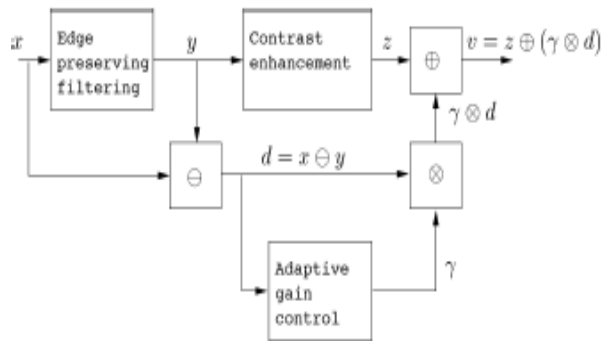 x
Edge
preserving
filtering
y
Contrast
enhancement
z
⊕
v = z ⊕ (γ ⊗ d)
γ ⊗ d
⊖
d = x ⊖ y
⊗
Adaptive
gain
control
γ